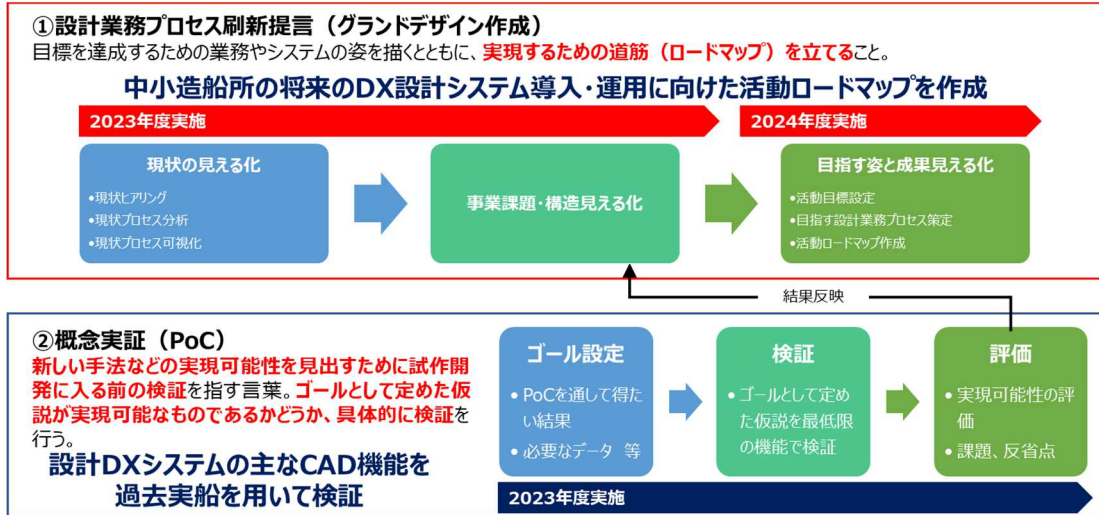 ①設計業務プロセス刷新提言（グランドデザイン作成）
目標を達成するための業務やシステムの姿を描くとともに、実現するための道筋（ロードマップ）を立てること。
中小造船所の将来のDX設計システム導入・運用に向けた活動ロードマップを作成
2023年度実施
2024年度実施
現状の見える化
•現状ヒアリング
•現状プロセス分析
•現状プロセス可視化
事業課題・構造見える化
目指す姿と成果見える化
•活動目標設定
•目指す設計業務プロセス策定
•活動ロードマップ作成
結果反映
②概念実証（PoC）
新しい手法などの実現可能性を見出すために試作開
発に入る前の検証を指す言葉。ゴールとして定めた仮
説が実現可能なものであるかどうか、具体的に検証を
行う。
設計DXシステムの主なCAD機能を
過去実船を用いて検証
ゴール設定
• PoCを通して得た
い結果
• 必要なデータ 等
検証
• ゴールとして定め
た仮説を最低限
の機能で検証
評価
• 実現可能性の評
価
• 課題、反省点
2023年度実施